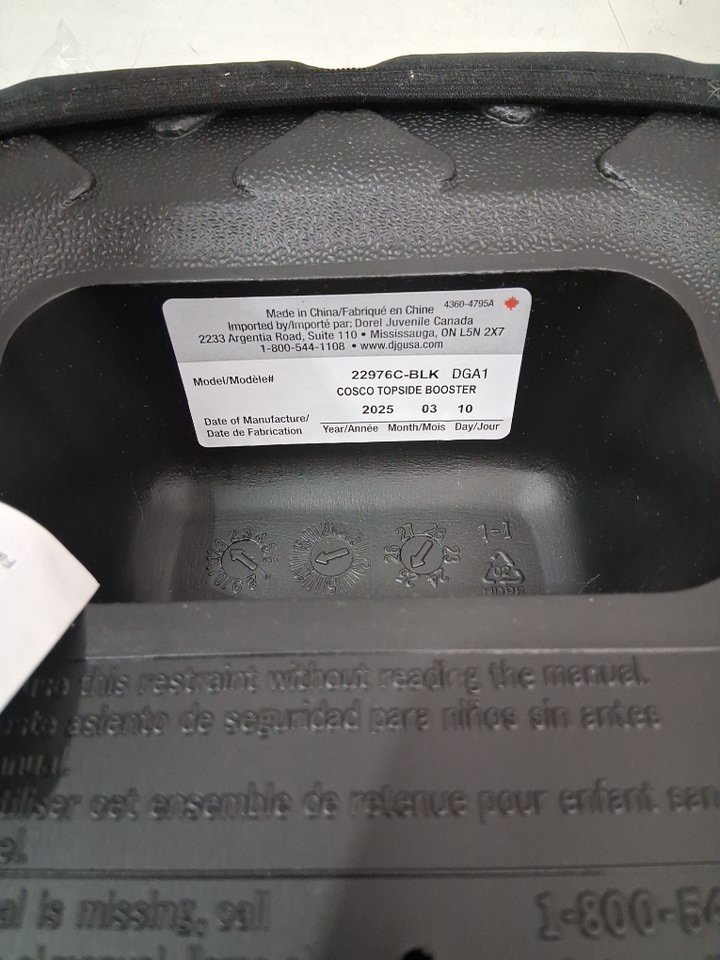 Made in China/Fabriqué en Chine 4360-4795A
Imported by/Importé par: Dorel Juvenile Canada
2233 Argentia Road, Suite 110 • Mississauga, ON L5N 2X7
1-800-544-1108 • www.djgusa.com
Model/Modèle# 22976C-BLK DGA1
COSCO TOPSIDE BOOSTER
Date of Manufacture/ 2025 03 10
Date de Fabrication Year/Année Month/Mois Day/Jour
1-I
this restraint without reading the manual.
asiento de seguridad para niños sin antes
utiliser cet ensemble de retenue pour enfant
is missing, call 1-800-54